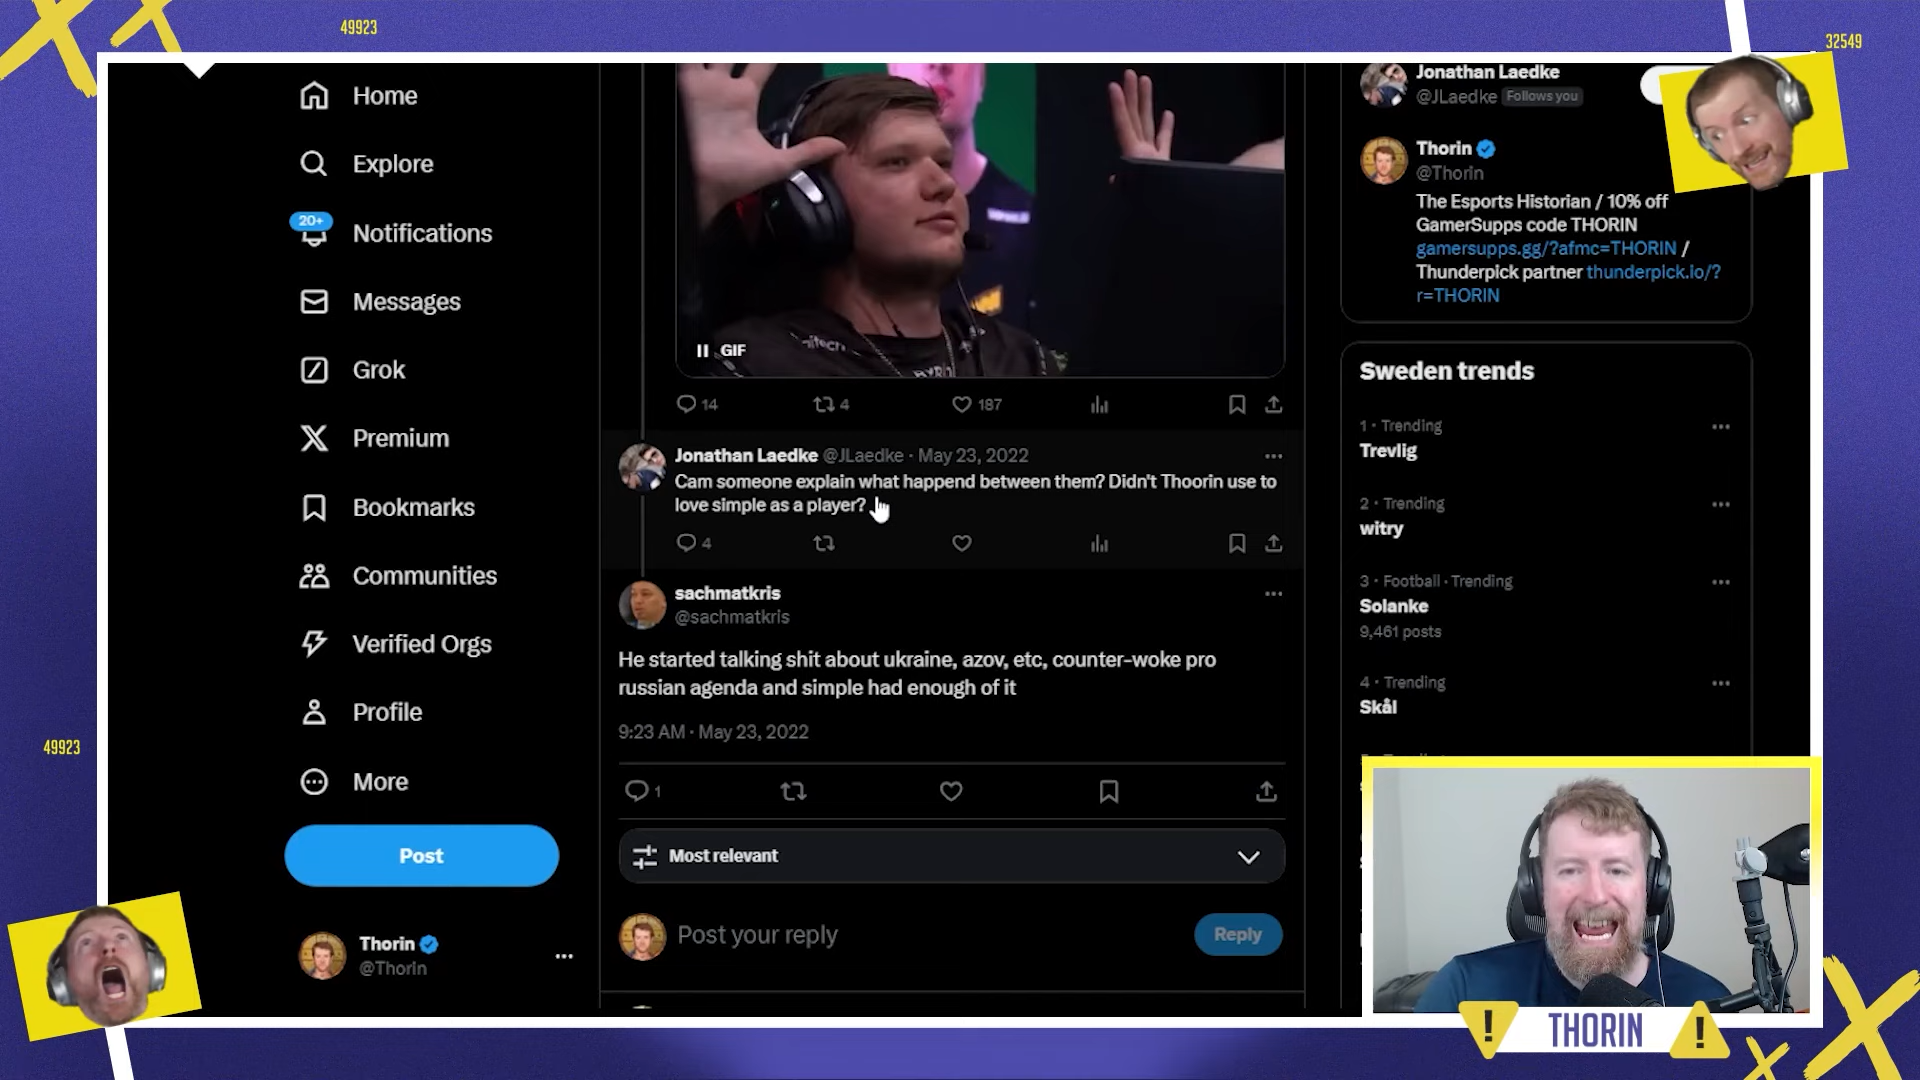 49923
32549
Home
Explore
20+
Notifications
Messages
Grok
Premium
Bookmarks
Communities
Verified Orgs
Profile
More
Post
Thorin
@Thorin
GIF
14
4
187
Jonathan Laedke @JLaedke · May 23, 2022
Cam someone explain what happend between them? Didn't Thoorin use to
love simple as a player?
4
sachmatkris
@sachmatkris
He started talking shit about ukraine, azov, etc, counter-woke pro
russian agenda and simple had enough of it
9:23 AM · May 23, 2022
1
Most relevant
Post your reply
Reply
Jonathan Laedke
@JLaedke Follows you
Thorin
@Thorin
The Esports Historian / 10% off
GamerSupps code THORIN
gamersupps.gg/?afmc=THORIN /
Thunderpick partner thunderpick.io/?
r=THORIN
Sweden trends
1 · Trending
Trevlig
2 · Trending
witry
3 · Football · Trending
Solanke
9,461 posts
4 · Trending
Skål
49923
! THORIN !